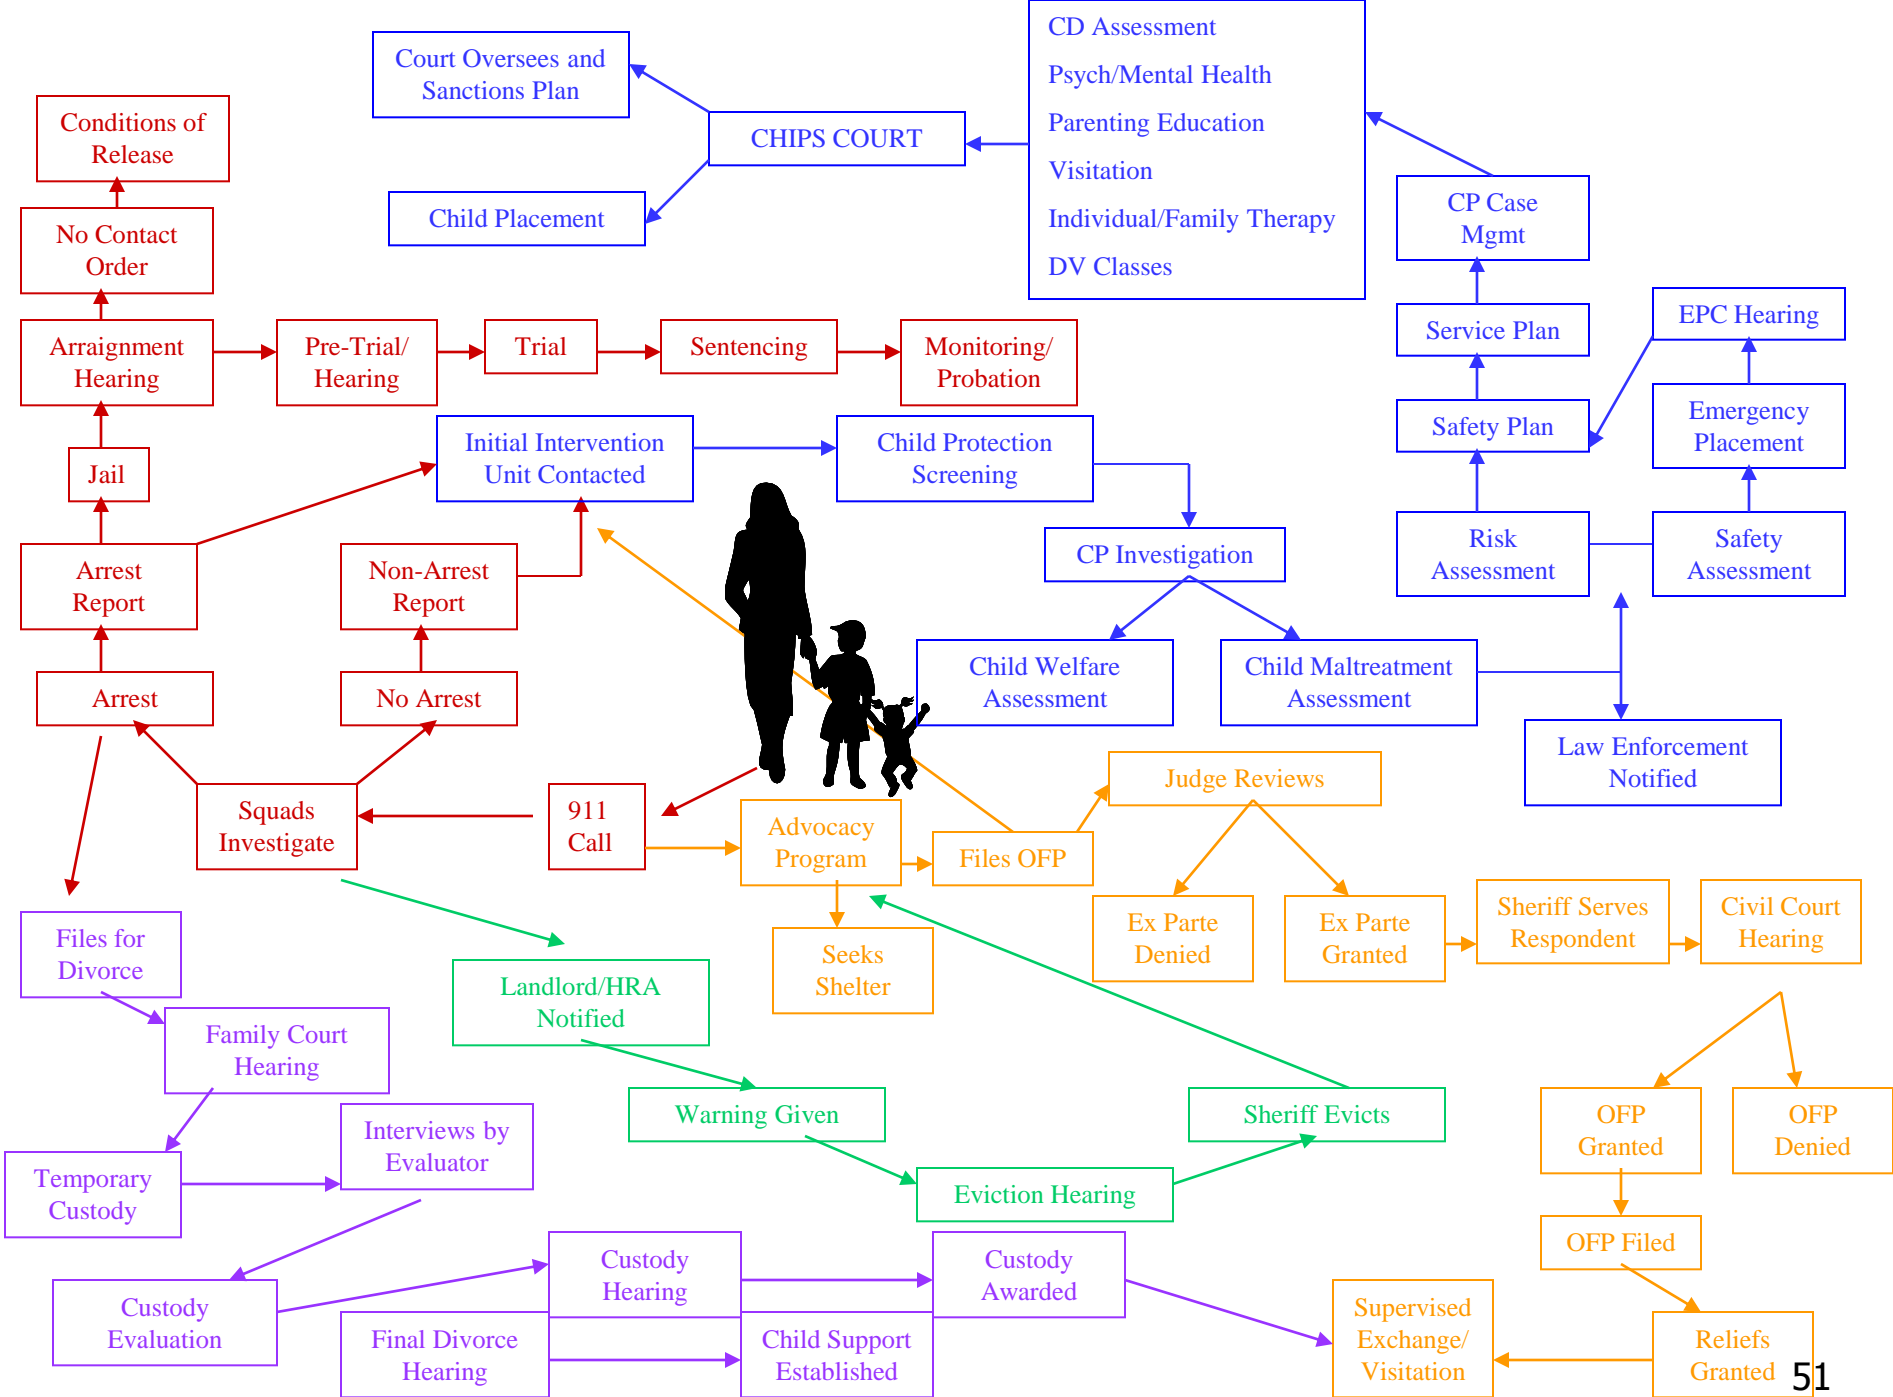 CD Assessment
Psych/Mental Health
Parenting Education
Visitation
Individual/Family Therapy
DV Classes
Court Oversees and
Sanctions Plan
CHIPS COURT
Child Placement
Conditions of
Release
No Contact
Order
CP Case
Mgmt
Service Plan
EPC Hearing
Arraignment
Hearing
Pre-Trial/
Hearing
Trial
Sentencing
Monitoring/
Probation
Safety Plan
Emergency
Placement
Jail
Initial Intervention
Unit Contacted
Child Protection
Screening
CP Investigation
Risk
Assessment
Safety
Assessment
Arrest
Report
Non-Arrest
Report
Arrest
No Arrest
Child Welfare
Assessment
Child Maltreatment
Assessment
Law Enforcement
Notified
Squads
Investigate
911
Call
Advocacy
Program
Files OFP
Judge Reviews
Ex Parte
Denied
Ex Parte
Granted
Sheriff Serves
Respondent
Civil Court
Hearing
Files for
Divorce
Landlord/HRA
Notified
Seeks
Shelter
Family Court
Hearing
Interviews by
Evaluator
Warning Given
Sheriff Evicts
OFP
Granted
OFP
Denied
Temporary
Custody
Eviction Hearing
OFP Filed
Custody
Evaluation
Custody
Hearing
Custody
Awarded
Final Divorce
Hearing
Child Support
Established
Supervised
Exchange/
Visitation
Reliefs
Granted
51